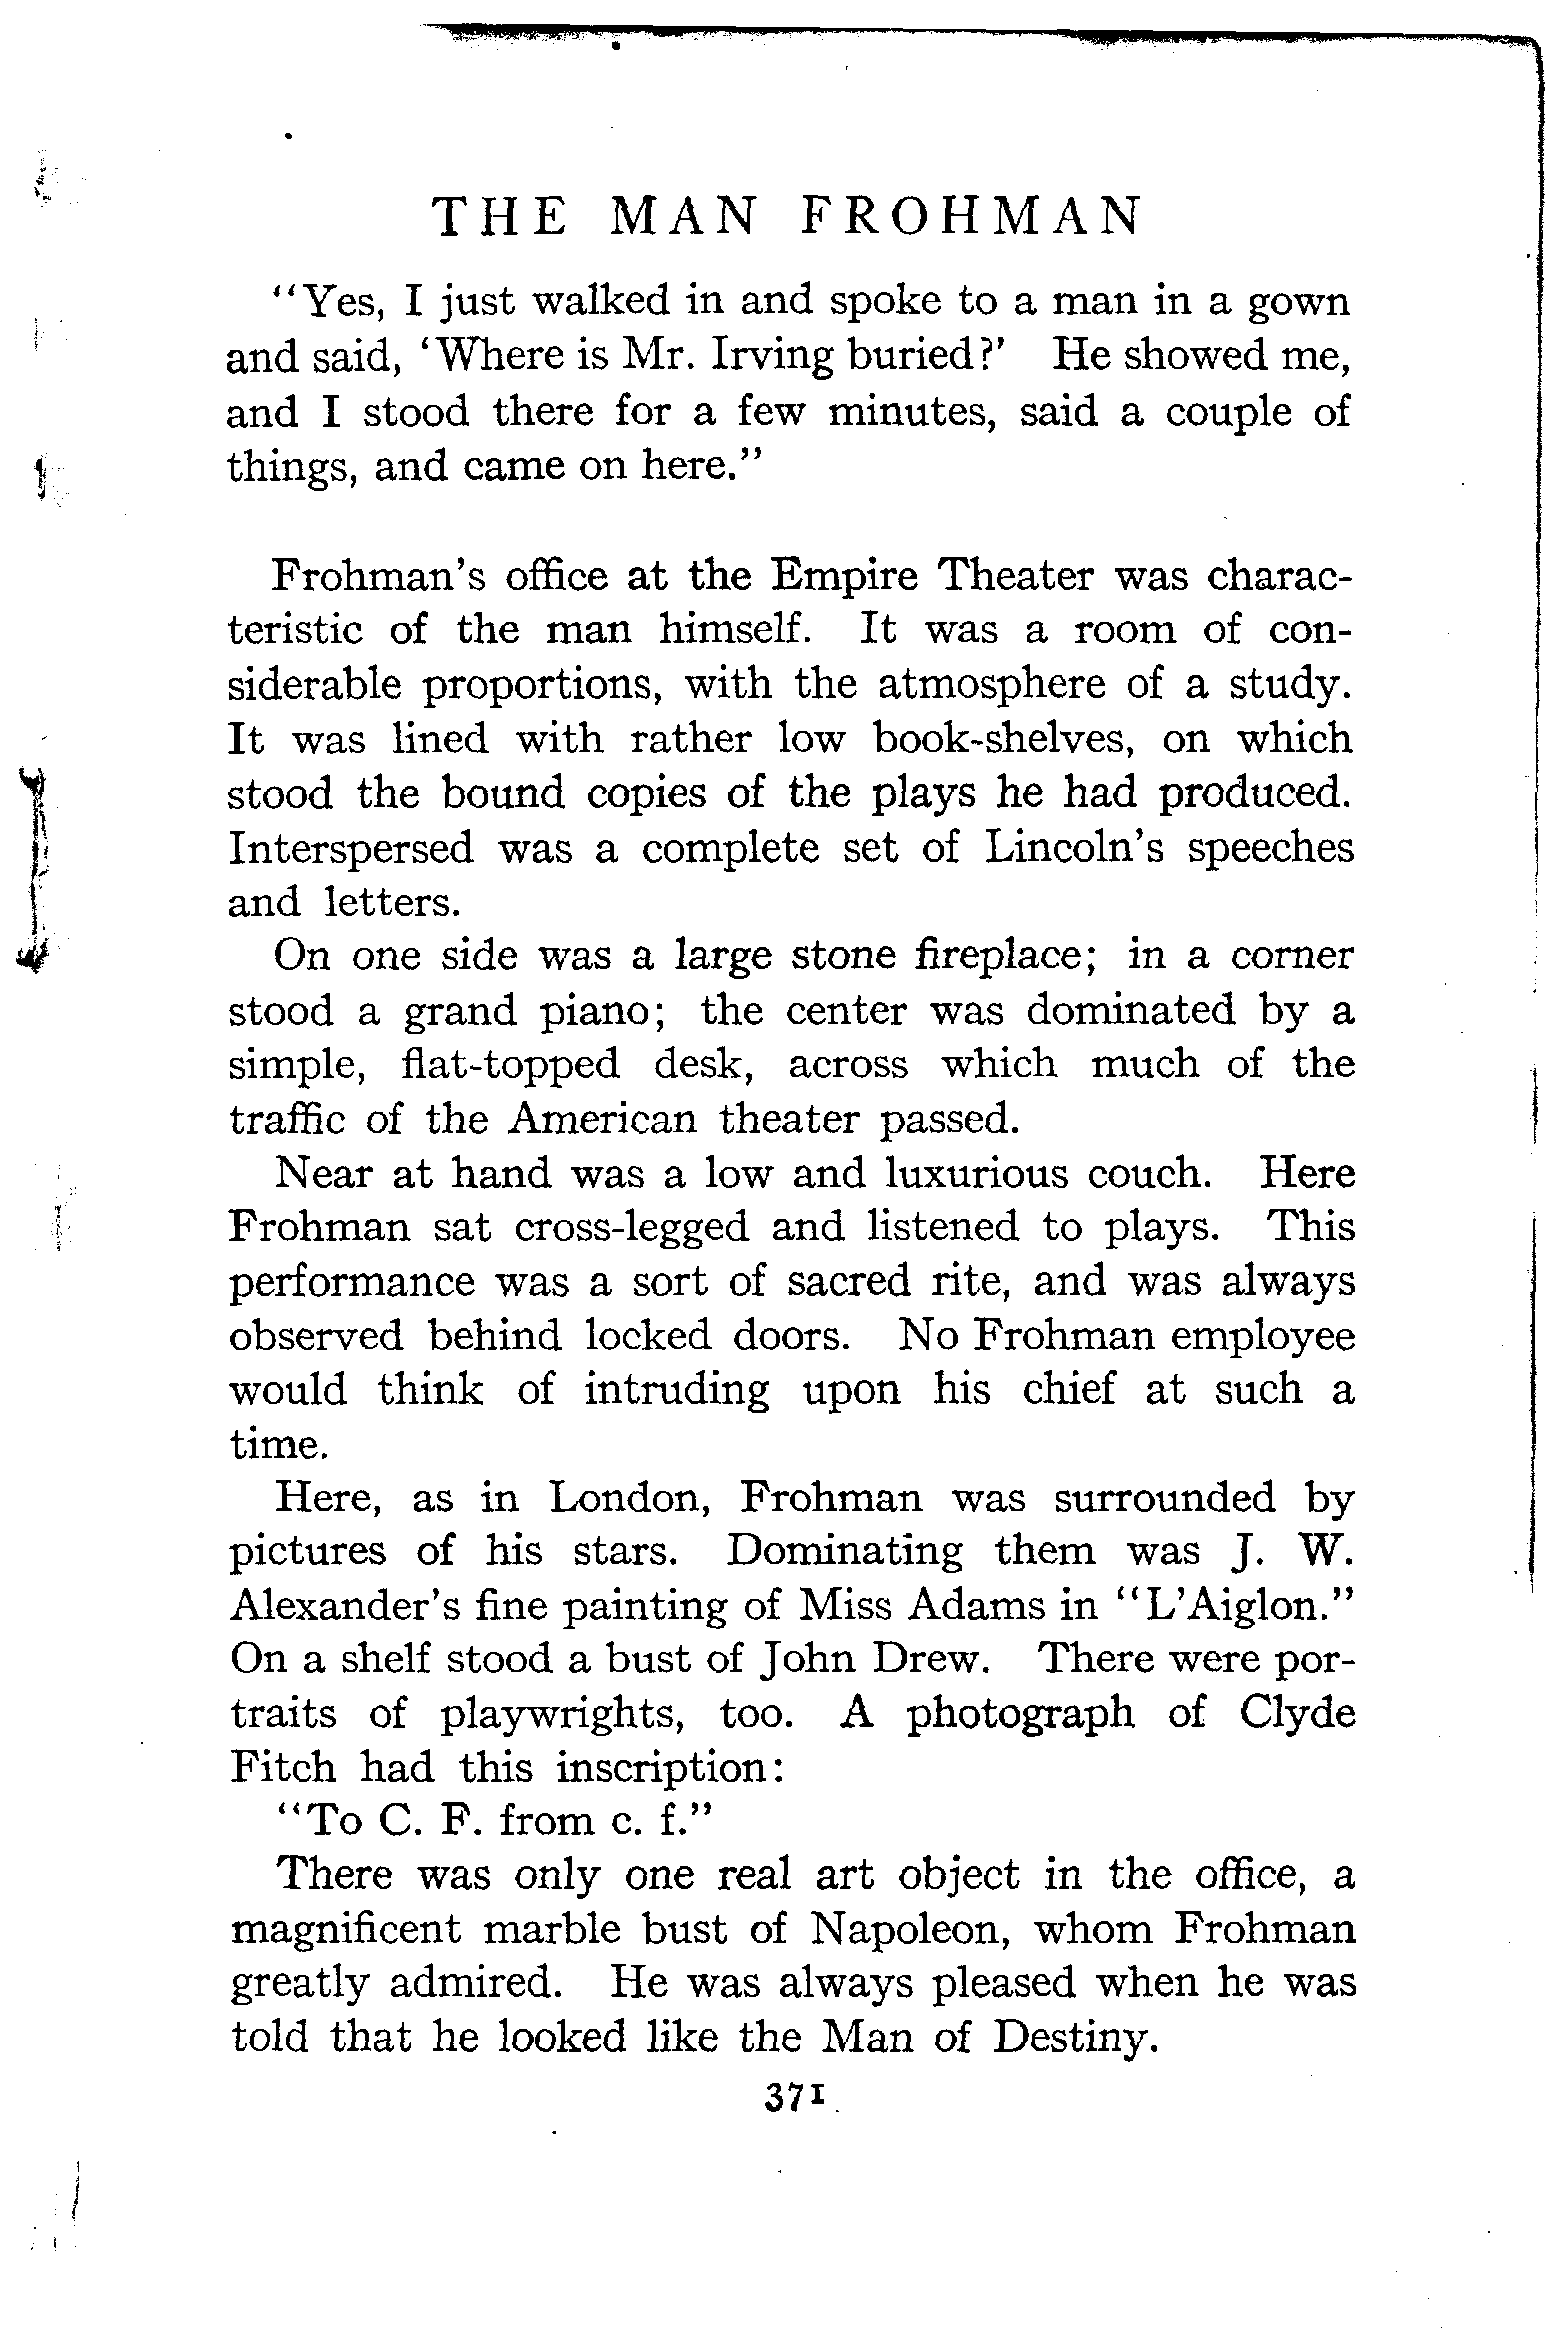 THE MAN FROHMAN
“Yes, I just walked in and spoke to a man in a gown
and said, ‘Where is Mr. Irving buried?’ He showed me,
and I stood there for a few minutes, said a couple of
things, and came on here.”
Frohman’s office at the Empire Theater was charac-
teristic of the man himself. It was a room of con-
siderable proportions, with the atmosphere of a study.
It was lined with rather low book-shelves, on which
stood the bound copies of the plays he had produced.
Interspersed was a complete set of Lincoln’s speeches
and letters.
On one side was a large stone fireplace; in a corner
stood a grand piano; the center was dominated by a
simple, flat-topped desk, across which much of the
traffic of the American theater passed.
Near at hand was a low and luxurious couch. Here
Frohman sat cross-legged and listened to plays. This
performance was a sort of sacred rite, and was always
observed behind locked doors. No Frohman employee
would think of intruding upon his chief at such a
time.
Here, as in London, Frohman was surrounded by
pictures of his stars. Dominating them was J. W.
Alexander’s fine painting of Miss Adams in “L’Aiglon.”
On a shelf stood a bust of John Drew. There were por-
traits of playwrights, too. A photograph of Clyde
Fitch had this inscription:
“To C. F. from c. f.”
There was only one real art object in the office, a
magnificent marble bust of Napoleon, whom Frohman
greatly admired. He was always pleased when he was
told that he looked like the Man of Destiny.
371